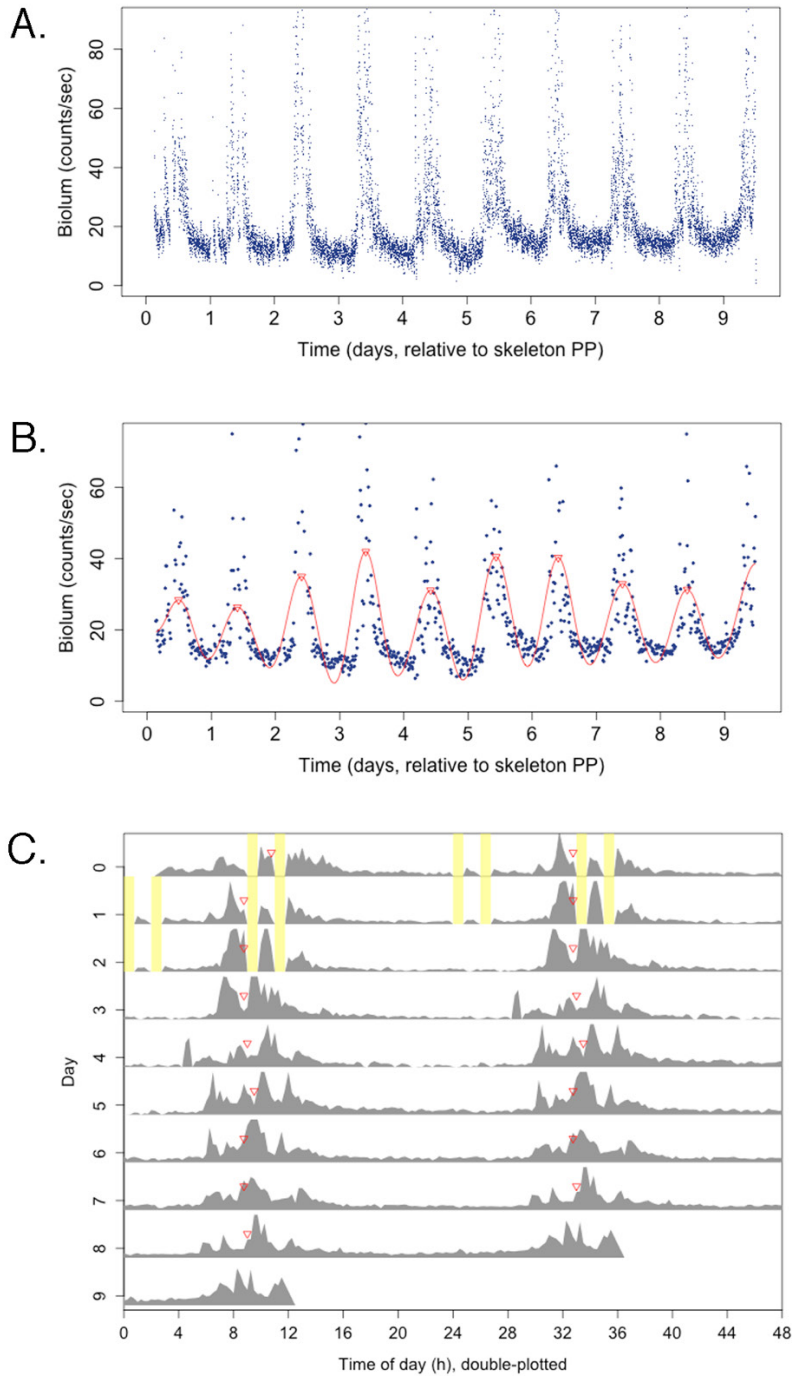 A.
Biolum (counts/sec)
80
60
40
20
0
0 1 2 3 4 5 6 7 8 9
Time (days, relative to skeleton PP)
B.
Biolum (counts/sec)
60
40
20
0
0 1 2 3 4 5 6 7 8 9
Time (days, relative to skeleton PP)
C.
Day
0
1
2
3
4
5
6
7
8
9
0 4 8 12 16 20 24 28 32 36 40 44 48
Time of day (h), double-plotted